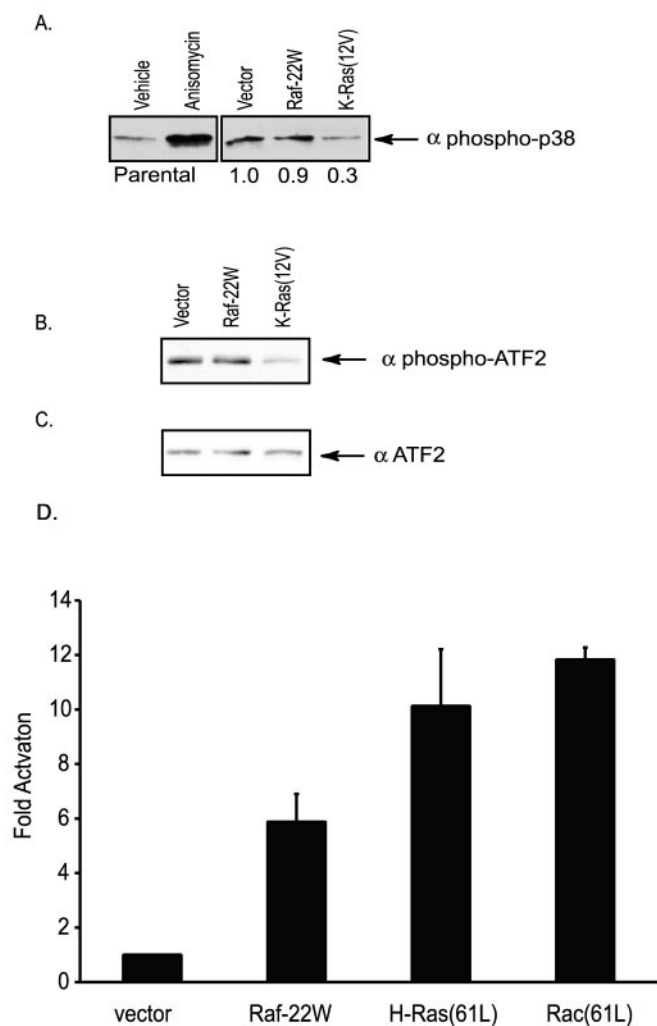 A.
Vehicle
Anisomycin
Vector
Raf-22W
K-Ras(12V)
α phospho-p38
Parental 1.0 0.9 0.3
B.
Vector
Raf-22W
K-Ras(12V)
α phospho-ATF2
C.
α ATF2
D.
Fold Actvaton
14
12
10
8
6
4
2
0
vector Raf-22W H-Ras(61L) Rac(61L)